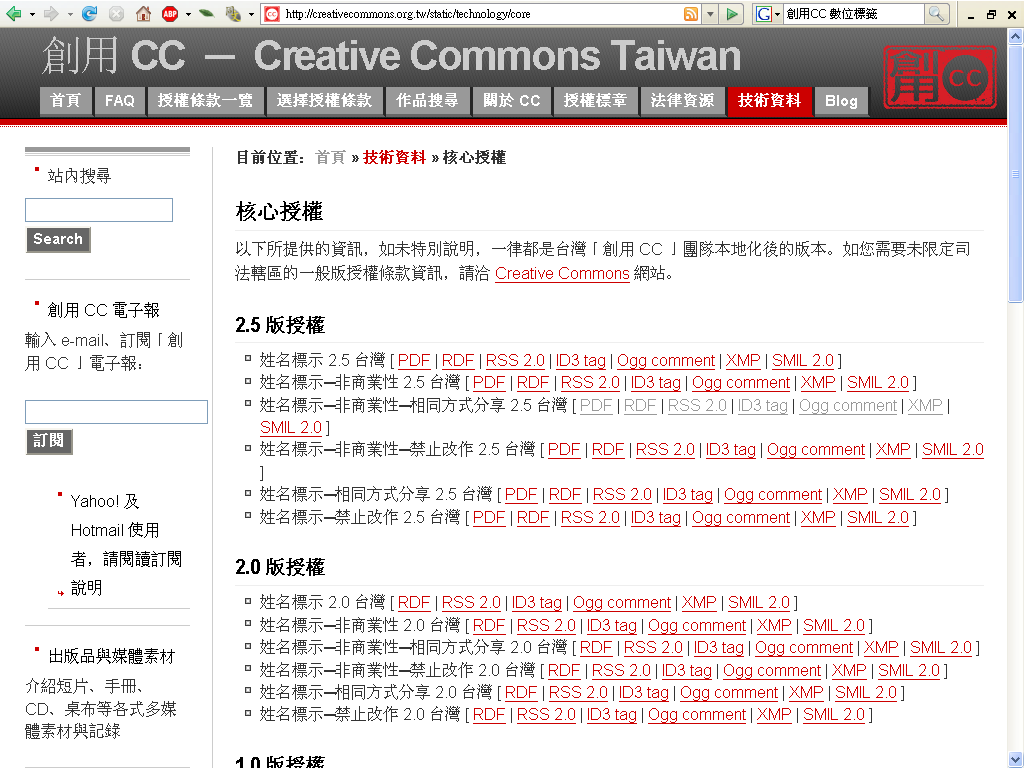 http://creativecommons.org.tw/static/technology/core
創用CC 數位標籤
創用 CC — Creative Commons Taiwan
首頁 FAQ 授權條款一覽 選擇授權條款 作品搜尋 關於 CC 授權標章 法律資源 技術資料 Blog
目前位置： 首頁 » 技術資料 » 核心授權
站內搜尋
Search
創用 CC 電子報
輸入 e-mail、訂閱「創
用 CC 」電子報：
訂閱
Yahoo! 及
Hotmail 使用
者，請閱讀訂閱
說明
出版品與媒體素材
介紹短片、手冊、
CD、桌布等各式多媒
體素材與記錄
核心授權
以下所提供的資訊，如未特別說明，一律都是台灣「創用 CC 」團隊本地化後的版本。如您需要未限定司
法轄區的一般版授權條款資訊，請洽 Creative Commons 網站。
2.5 版授權
姓名標示 2.5 台灣 [ PDF | RDF | RSS 2.0 | ID3 tag | Ogg comment | XMP | SMIL 2.0 ]
姓名標示─非商業性 2.5 台灣 [ PDF | RDF | RSS 2.0 | ID3 tag | Ogg comment | XMP | SMIL 2.0 ]
姓名標示─非商業性─相同方式分享 2.5 台灣 [ PDF | RDF | RSS 2.0 | ID3 tag | Ogg comment | XMP |
SMIL 2.0 ]
姓名標示─非商業性─禁止改作 2.5 台灣 [ PDF | RDF | RSS 2.0 | ID3 tag | Ogg comment | XMP | SMIL 2.0
]
姓名標示─相同方式分享 2.5 台灣 [ PDF | RDF | RSS 2.0 | ID3 tag | Ogg comment | XMP | SMIL 2.0 ]
姓名標示─禁止改作 2.5 台灣 [ PDF | RDF | RSS 2.0 | ID3 tag | Ogg comment | XMP | SMIL 2.0 ]
2.0 版授權
姓名標示 2.0 台灣 [ RDF | RSS 2.0 | ID3 tag | Ogg comment | XMP | SMIL 2.0 ]
姓名標示─非商業性 2.0 台灣 [ RDF | RSS 2.0 | ID3 tag | Ogg comment | XMP | SMIL 2.0 ]
姓名標示─非商業性─相同方式分享 2.0 台灣 [ RDF | RSS 2.0 | ID3 tag | Ogg comment | XMP | SMIL 2.0 ]
姓名標示─非商業性─禁止改作 2.0 台灣 [ RDF | RSS 2.0 | ID3 tag | Ogg comment | XMP | SMIL 2.0 ]
姓名標示─相同方式分享 2.0 台灣 [ RDF | RSS 2.0 | ID3 tag | Ogg comment | XMP | SMIL 2.0 ]
姓名標示─禁止改作 2.0 台灣 [ RDF | RSS 2.0 | ID3 tag | Ogg comment | XMP | SMIL 2.0 ]
1.0 版授權